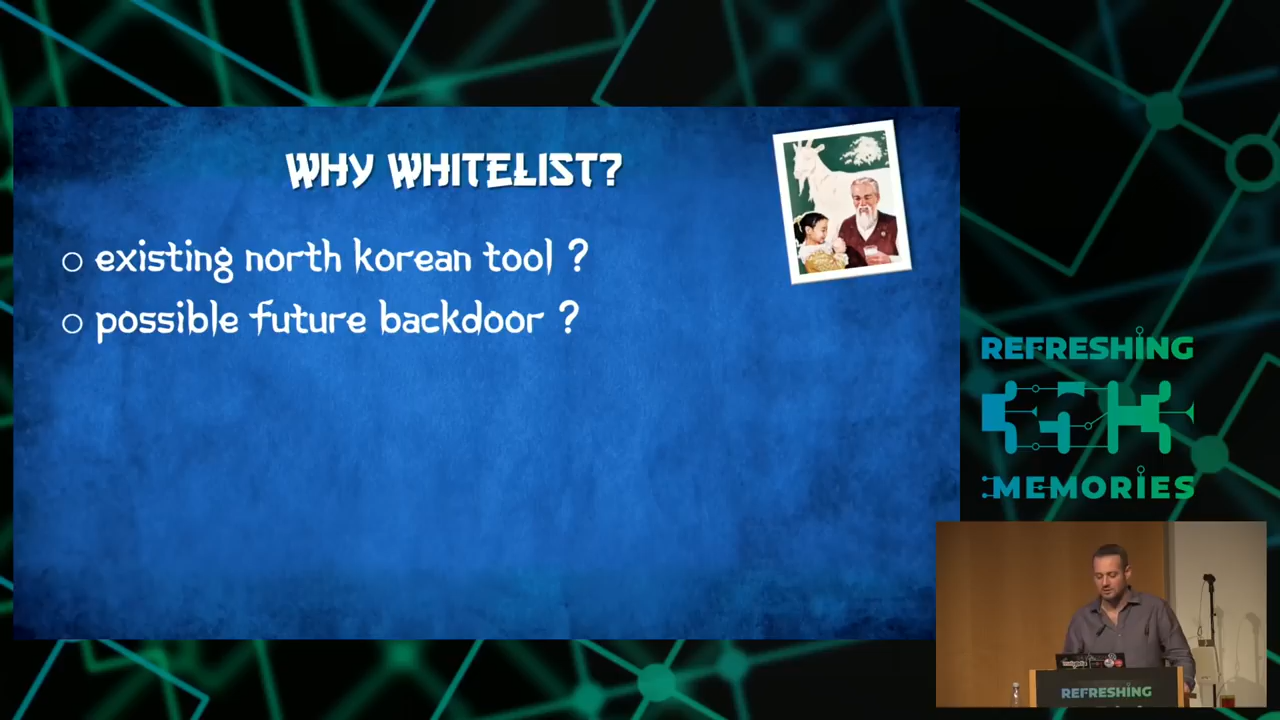 WHY WHITELIST?
existing north korean tool ?
possible future backdoor ?
REFRESHING
MEMORIES
REFRESHING